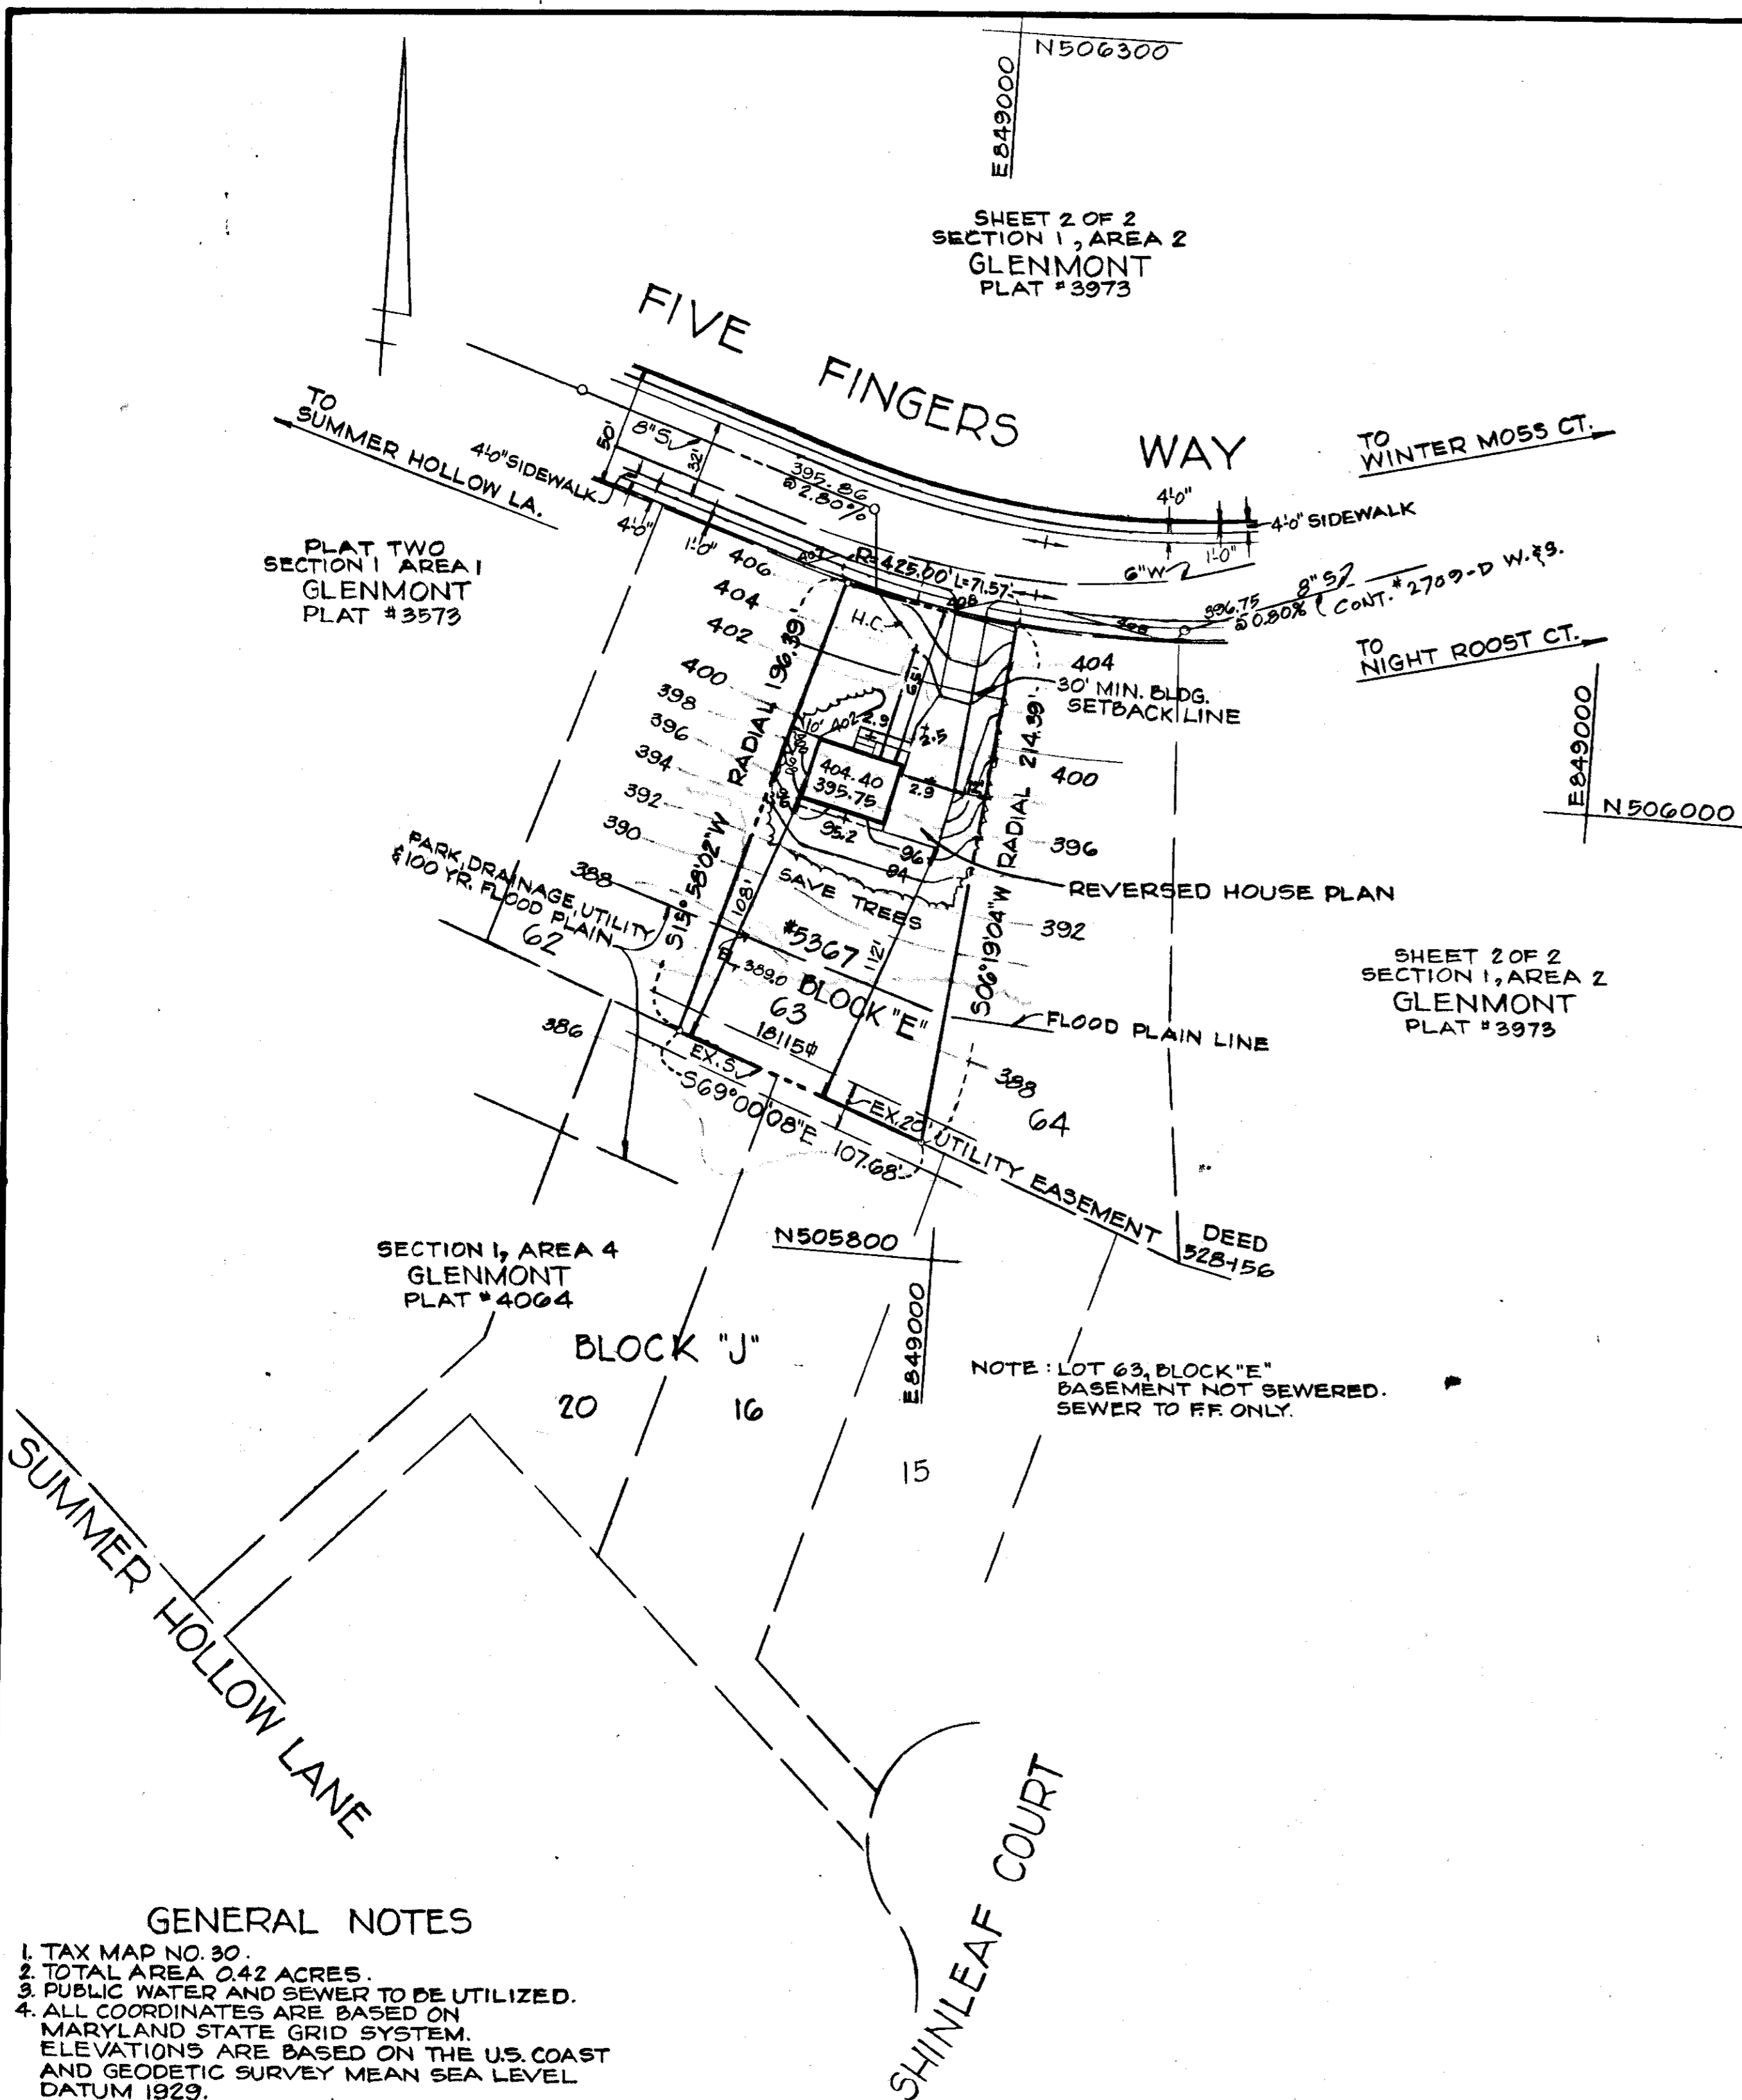 N506300
E849000
SHEET 2 OF 2
SECTION 1, AREA 2
GLENMONT
PLAT #3973
FIVE FINGERS WAY
TO
SUMMER HOLLOW LA.
TO
WINTER MOSS CT.
50'
8"S
32'
4'-0" SIDEWALK
4'-0"
1'-0"
395.86
@ 2.80%
4'-0"
4'-0" SIDEWALK
1'-0"
6"W
PLAT TWO
SECTION 1 AREA 1
GLENMONT
PLAT #3573
407
R=425.00' L=71.57'
408
408
396.75
@ 0.80%
8" S
CONT. #2709-D W.&S.
TO
NIGHT ROOST CT.
406
404
402
400
398
396
394
392
390
388
386
RADIAL 196.39'
S15°58'02"W
H.C.
55'
404
30' MIN. BLDG.
SETBACK LINE
400
396
392
388
RADIAL 214.39'
S06°19'04"W
10'
402
2.9
2.5
404.40
395.75
2.9
95.2
96
94
E849000
N506000
REVERSED HOUSE PLAN
PARK, DRAINAGE, UTILITY
& 100 YR. FLOOD PLAIN
62
SAVE TREES
#5367
108'
112'
389.0
BLOCK "E"
63
18115⌀
FLOOD PLAIN LINE
SHEET 2 OF 2
SECTION 1, AREA 2
GLENMONT
PLAT #3973
EX. S
S69°00'08"E 107.68'
EX. 20' UTILITY EASEMENT
64
DEED
528-156
N505800
E849000
SECTION 1, AREA 4
GLENMONT
PLAT #4064
BLOCK "J"
20
16
15
NOTE: LOT 63, BLOCK "E"
BASEMENT NOT SEWERED.
SEWER TO F.F. ONLY.
SUMMER HOLLOW LANE
SHINLEAF COURT
GENERAL NOTES
1. TAX MAP NO. 30.
2. TOTAL AREA 0.42 ACRES.
3. PUBLIC WATER AND SEWER TO BE UTILIZED.
4. ALL COORDINATES ARE BASED ON
MARYLAND STATE GRID SYSTEM.
ELEVATIONS ARE BASED ON THE U.S. COAST
AND GEODETIC SURVEY MEAN SEA LEVEL
DATUM 1929.